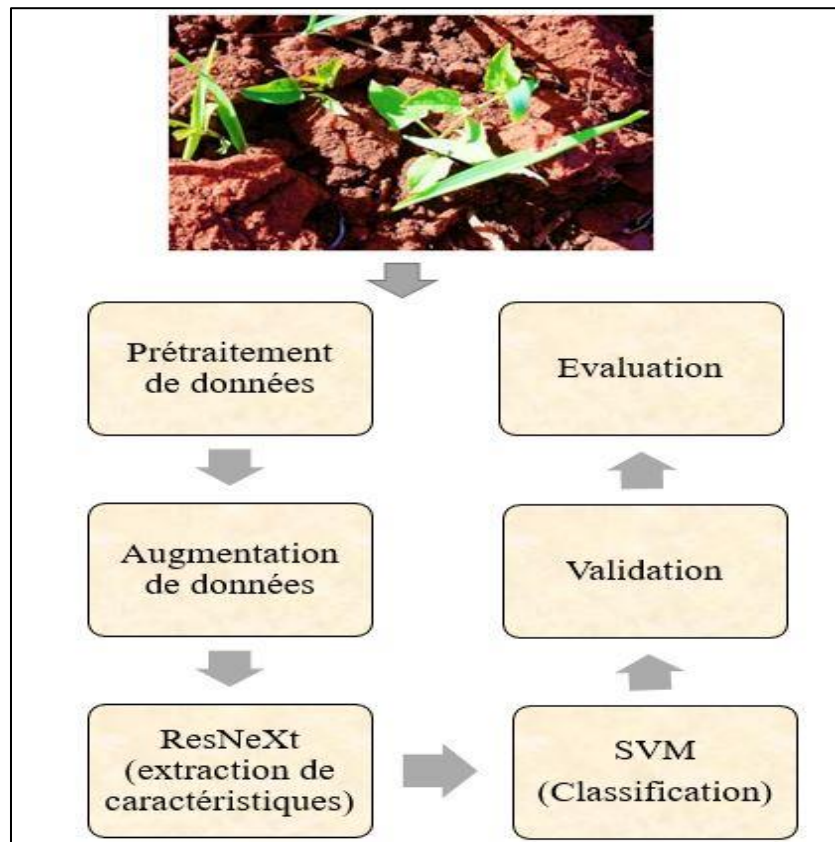 Prétraitement
de données
Augmentation
de données
ResNeXt
(extraction de
caractéristiques)
SVM
(Classification)
Validation
Evaluation